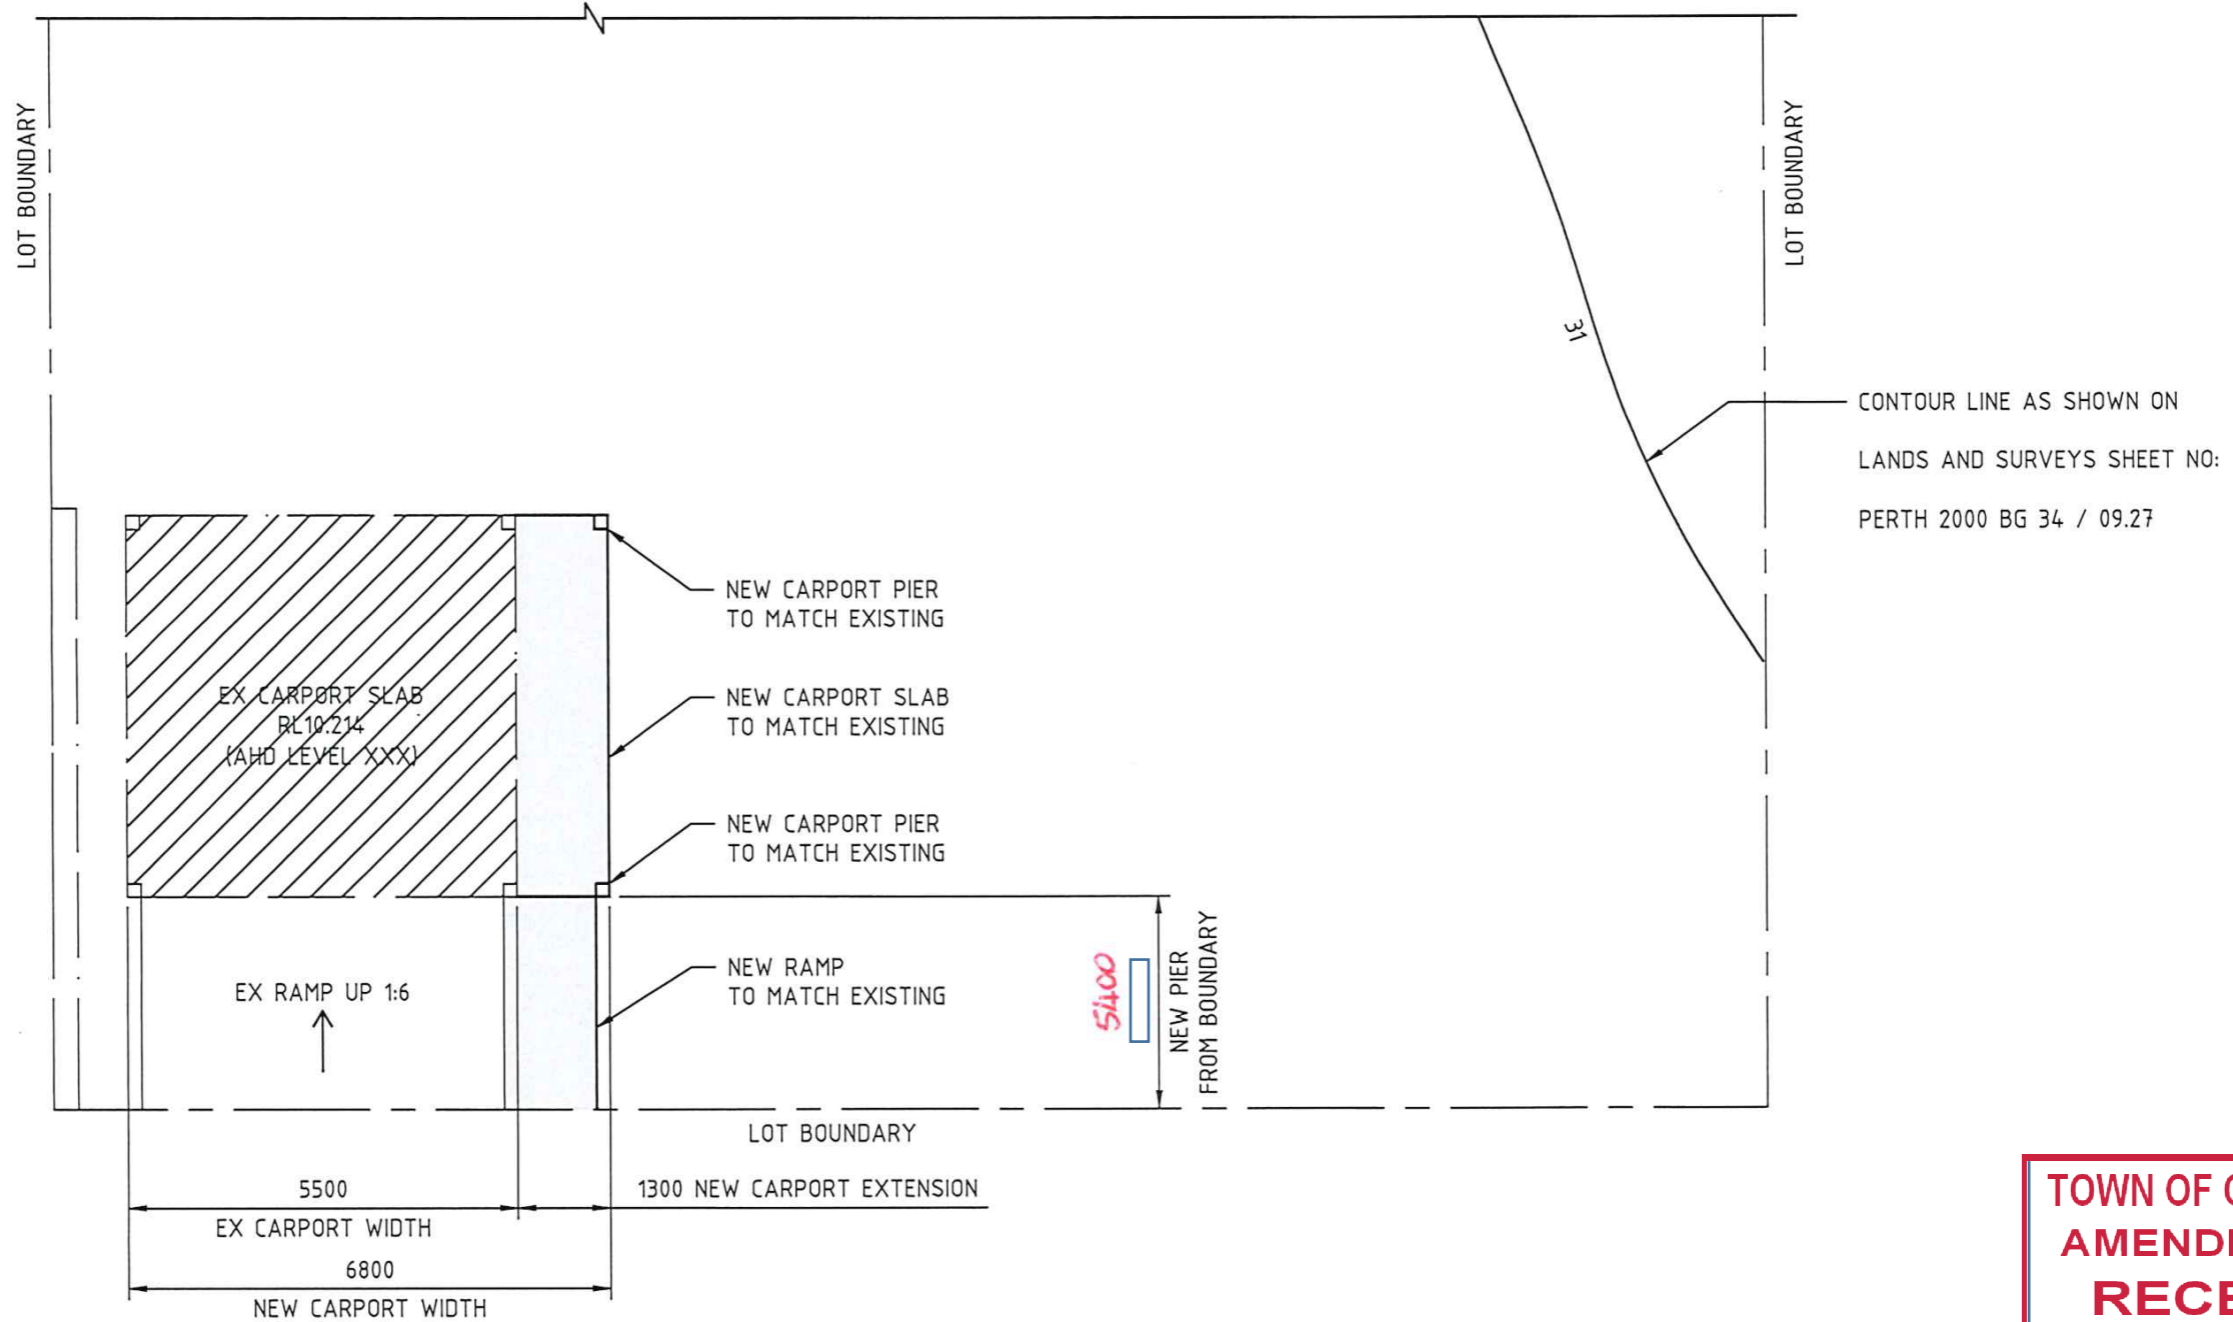 LOT BOUNDARY
LOT BOUNDARY
31
CONTOUR LINE AS SHOWN ON
LANDS AND SURVEYS SHEET NO:
PERTH 2000 BG 34 / 09.27
NEW CARPORT PIER
TO MATCH EXISTING
EX CARPORT SLAB
RL10.214
(AHD LEVEL XXX)
NEW CARPORT SLAB
TO MATCH EXISTING
NEW CARPORT PIER
TO MATCH EXISTING
EX RAMP UP 1:6
NEW RAMP
TO MATCH EXISTING
5400
NEW PIER
FROM BOUNDARY
LOT BOUNDARY
5500
EX CARPORT WIDTH
1300 NEW CARPORT EXTENSION
6800
NEW CARPORT WIDTH
TOWN OF